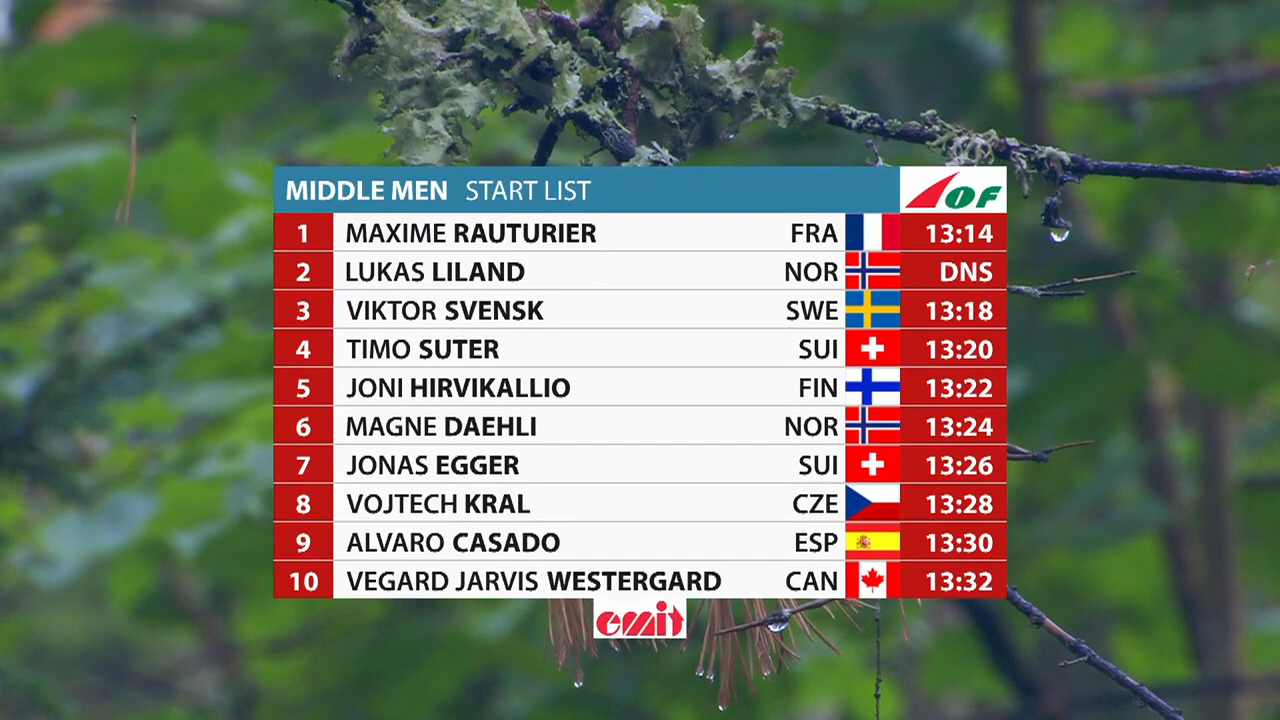 MIDDLE MEN START LIST IOF
1 MAXIME RAUTURIER FRA 13:14
2 LUKAS LILAND NOR DNS
3 VIKTOR SVENSK SWE 13:18
4 TIMO SUTER SUI 13:20
5 JONI HIRVIKALLIO FIN 13:22
6 MAGNE DAEHLI NOR 13:24
7 JONAS EGGER SUI 13:26
8 VOJTECH KRAL CZE 13:28
9 ALVARO CASADO ESP 13:30
10 VEGARD JARVIS WESTERGARD CAN 13:32
emit